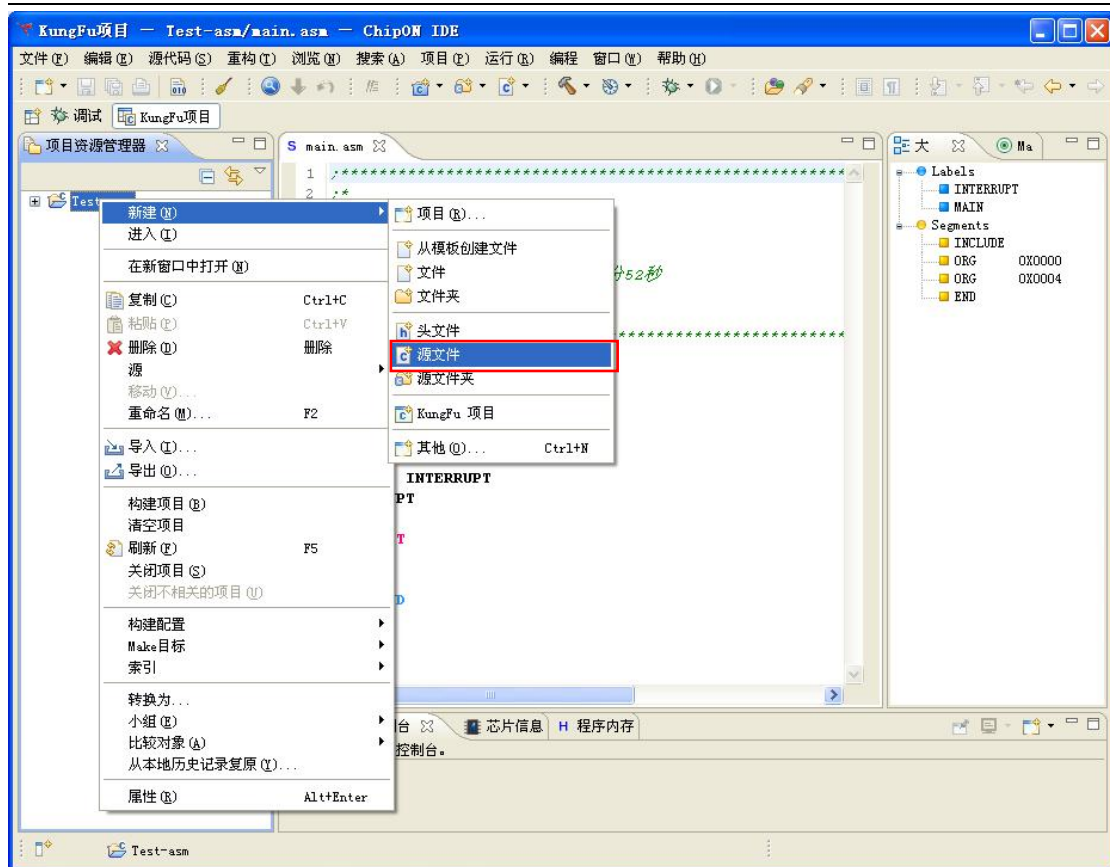 KungFu项目 — Test-asm/main.asm — ChipON IDE
文件(F) 编辑(E) 源代码(S) 重构(T) 浏览(N) 搜索(A) 项目(P) 运行(R) 编程 窗口(W) 帮助(H)
调试 KungFu项目
项目资源管理器
Test
新建(N)
进入(I)
在新窗口中打开(N)
复制(C) Ctrl+C
粘贴(P) Ctrl+V
删除(D) 删除
源
移动(V)...
重命名(M)... F2
导入(I)...
导出(O)...
构建项目(B)
清空项目
刷新(F) F5
关闭项目(S)
关闭不相关的项目(U)
构建配置
Make目标
索引
转换为...
小组(E)
比较对象(A)
从本地历史记录复原(Y)...
属性(R) Alt+Enter
项目(R)...
从模板创建文件
文件
文件夹
头文件
源文件
源文件夹
KungFu 项目
其他(O)... Ctrl+N
S main.asm
1 ;********************************************************
2 ;*
分52秒
**************************
INTERRUPT
PT
T
D
大 Ma
Labels
INTERRUPT
MAIN
Segments
INCLUDE
ORG 0X0000
ORG 0X0004
END
台 芯片信息 H 程序内存
控制台。
Test-asm